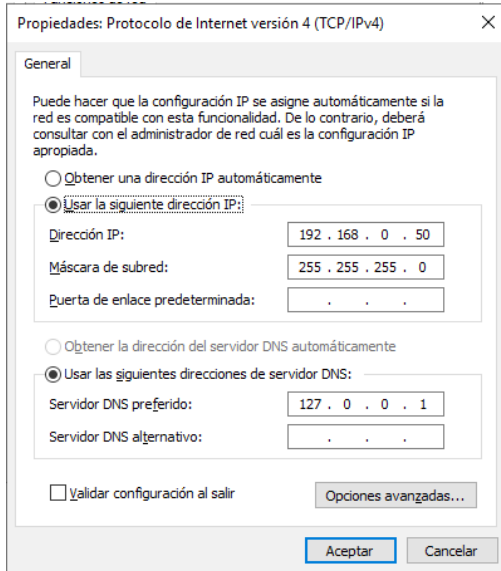 Propiedades: Protocolo de Internet versión 4 (TCP/IPv4)
General
Puede hacer que la configuración IP se asigne automáticamente si la
red es compatible con esta funcionalidad. De lo contrario, deberá
consultar con el administrador de red cuál es la configuración IP
apropiada.
Obtener una dirección IP automáticamente
Usar la siguiente dirección IP:
Dirección IP: 192 . 168 . 0 . 50
Máscara de subred: 255 . 255 . 255 . 0
Puerta de enlace predeterminada: . . .
Obtener la dirección del servidor DNS automáticamente
Usar las siguientes direcciones de servidor DNS:
Servidor DNS preferido: 127 . 0 . 0 . 1
Servidor DNS alternativo: . . .
Validar configuración al salir
Opciones avanzadas...
Aceptar Cancelar